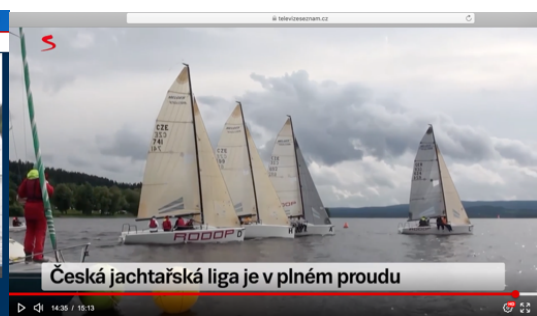 televizeseznam.cz
S
CZE
RODOP D
H
Česká jachtařská liga je v plném proudu
14:35 / 15:13